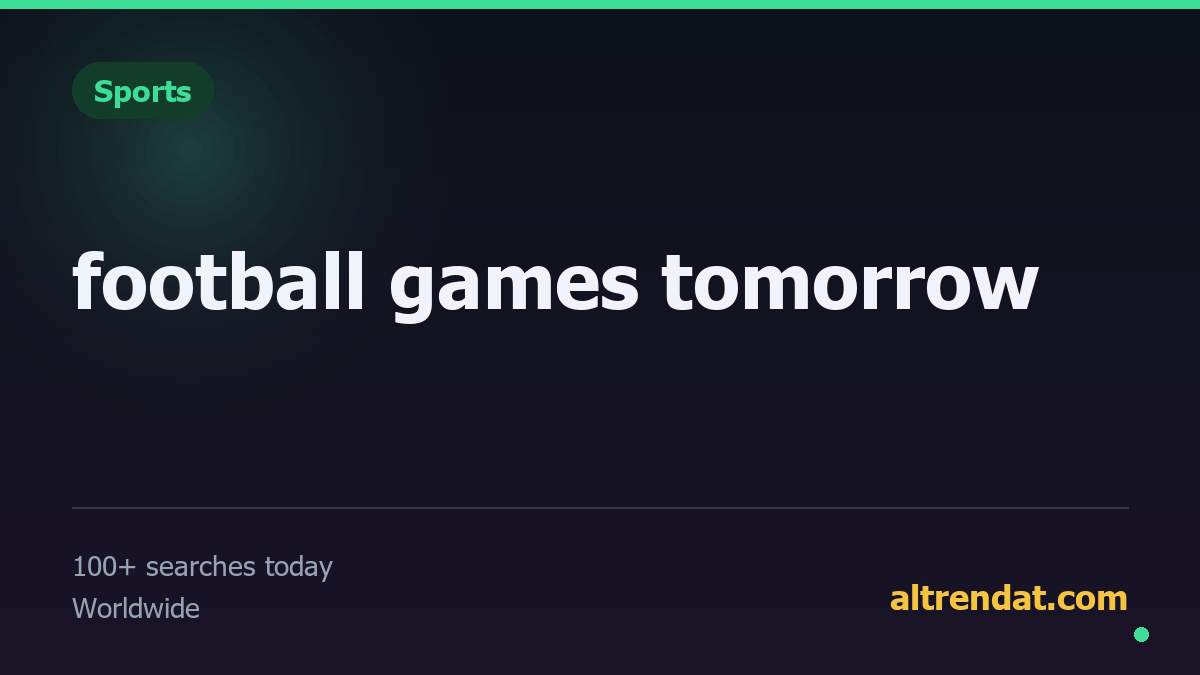 Sports
football games tomorrow
100+ searches today
Worldwide
altrendat.com